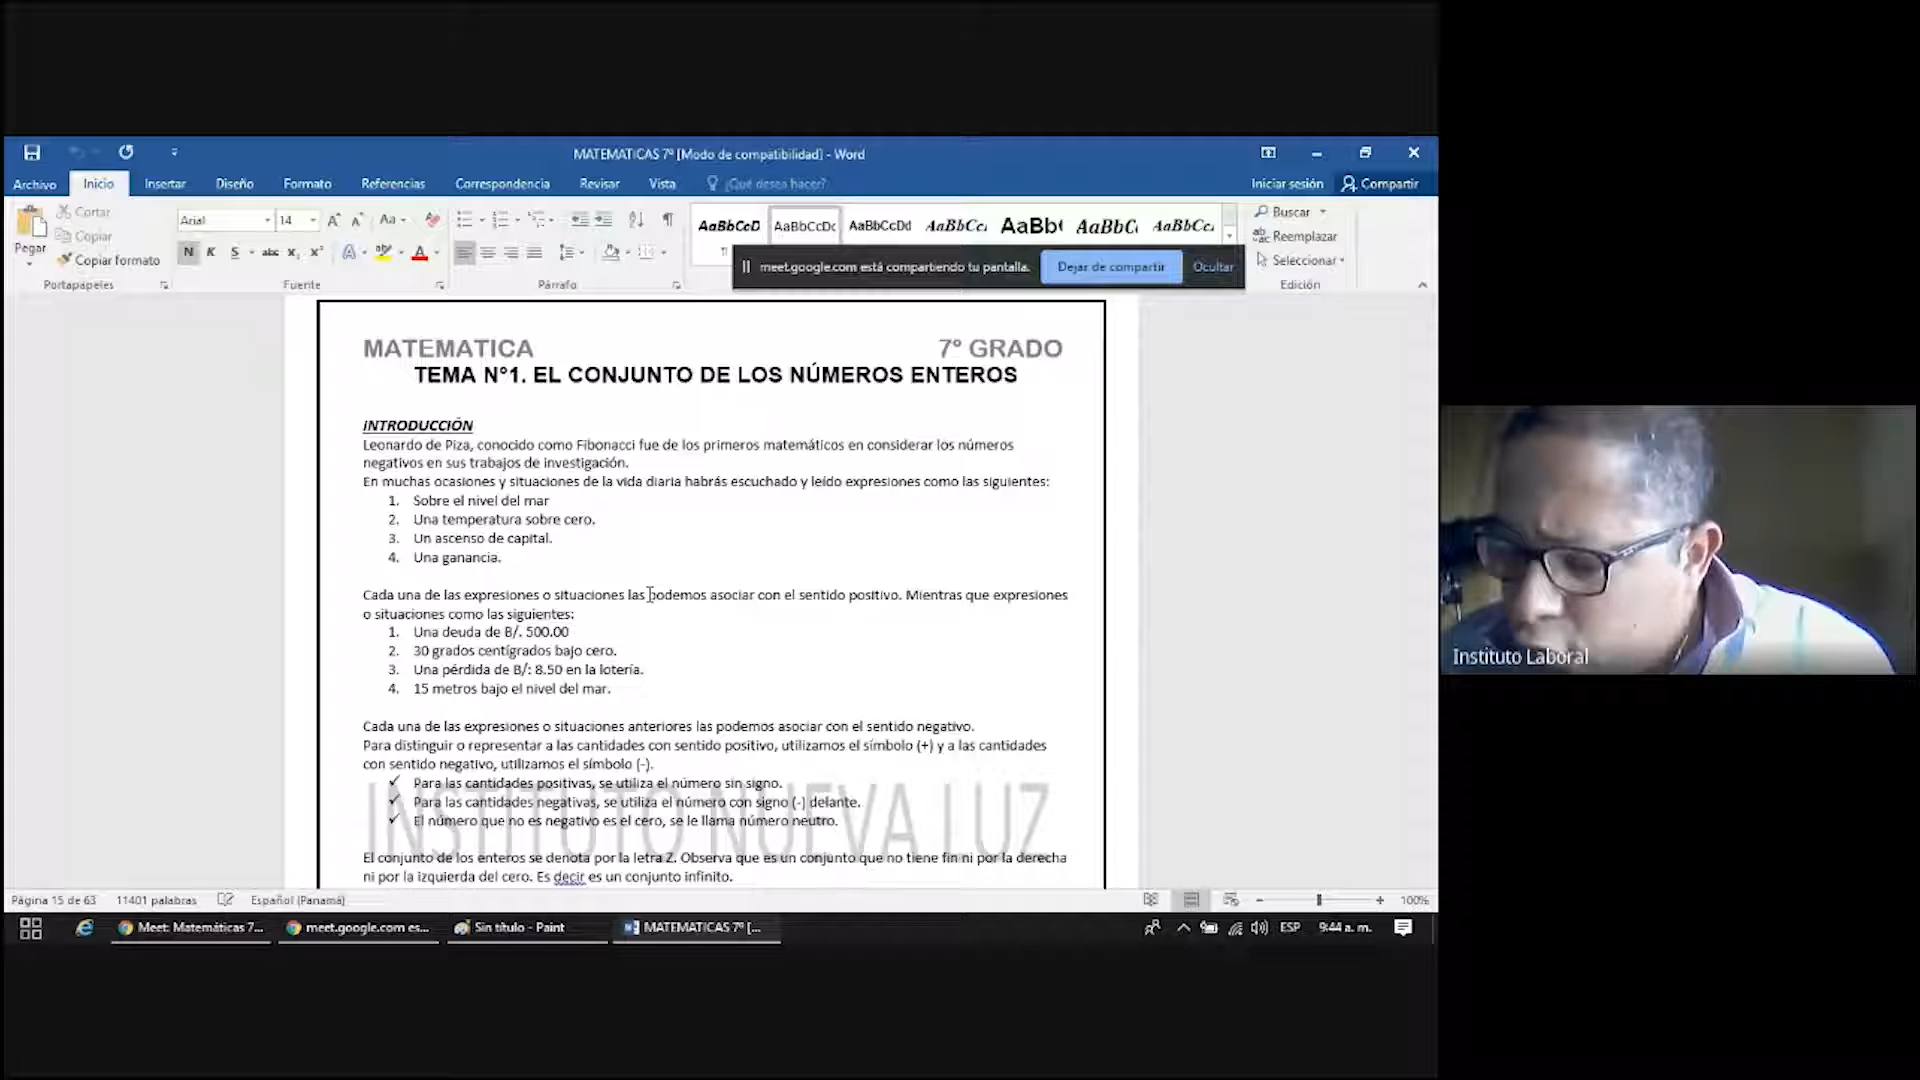 MATEMATICAS 7º [Modo de compatibilidad] - Word
Archivo Inicio Insertar Diseño Formato Referencias Correspondencia Revisar Vista ¿Qué desea hacer? Iniciar sesión Compartir
Pegar
Cortar
Copiar
Copiar formato
Portapapeles
Arial 14
Aa
N K S abc x₂ x²
Fuente
Párrafo
AaBbCcD AaBbCcDc AaBbCcDd AaBbCc AaBb AaBbC AaBbCc
Buscar
Reemplazar
Seleccionar
Edición
meet.google.com está compartiendo tu pantalla. Dejar de compartir Ocultar
MATEMATICA 7° GRADO
TEMA N°1. EL CONJUNTO DE LOS NÚMEROS ENTEROS
INTRODUCCIÓN
Leonardo de Piza, conocido como Fibonacci fue de los primeros matemáticos en considerar los números
negativos en sus trabajos de investigación.
En muchas ocasiones y situaciones de la vida diaria habrás escuchado y leído expresiones como las siguientes:
1. Sobre el nivel del mar
2. Una temperatura sobre cero.
3. Un ascenso de capital.
4. Una ganancia.
Cada una de las expresiones o situaciones las podemos asociar con el sentido positivo. Mientras que expresiones
o situaciones como las siguientes:
1. Una deuda de B/. 500.00
2. 30 grados centígrados bajo cero.
3. Una pérdida de B/: 8.50 en la lotería.
4. 15 metros bajo el nivel del mar.
Cada una de las expresiones o situaciones anteriores las podemos asociar con el sentido negativo.
Para distinguir o representar a las cantidades con sentido positivo, utilizamos el símbolo (+) y a las cantidades
con sentido negativo, utilizamos el símbolo (-).
✓ Para las cantidades positivas, se utiliza el número sin signo.
✓ Para las cantidades negativas, se utiliza el número con signo (-) delante.
✓ El número que no es negativo es el cero, se le llama número neutro.
INSTITUTO NUEVA LUZ
El conjunto de los enteros se denota por la letra Z. Observa que es un conjunto que no tiene fin ni por la derecha
ni por la izquierda del cero. Es decir es un conjunto infinito.
Página 15 de 63 11401 palabras Español (Panamá) 100%
Meet: Matemáticas 7... meet.google.com es... Sin título - Paint MATEMATICAS 7º [... ESP 9:44 a. m.
Instituto Laboral